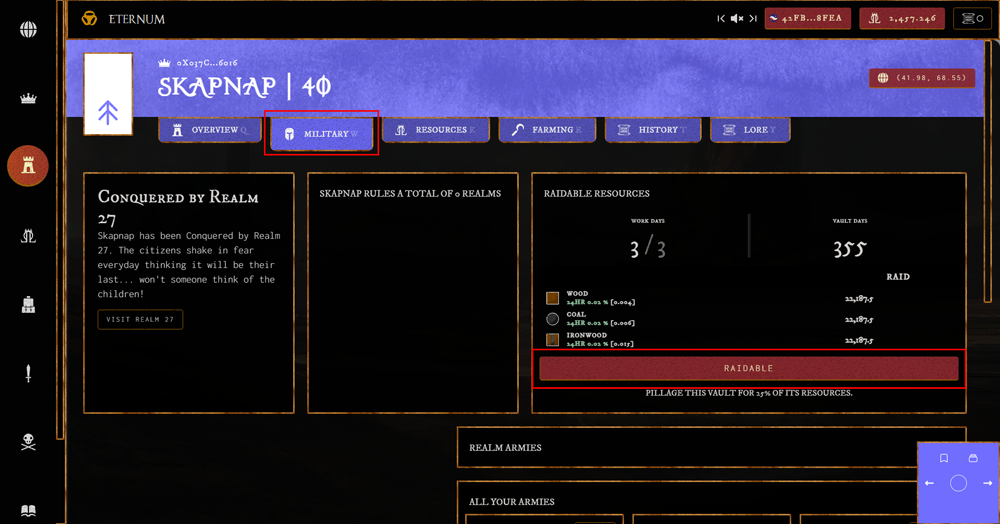 ETERNUM
42FB...8FEA
2,457.246
0
0X037C...6016
SKAPNAP | 40
(41.98, 68.55)
OVERVIEW Q
MILITARY W
RESOURCES E
FARMING E
HISTORY T
LORE T
Conquered by Realm
27
Skapnap has been Conquered by Realm
27. The citizens shake in fear
everyday thinking it will be their
last... won't someone think of the
children!
VISIT REALM 27
SKAPNAP RULES A TOTAL OF 0 REALMS
RAIDABLE RESOURCES
WORK DAYS
3 / 3
VAULT DAYS
355
RAID
WOOD
24HR 0.02 % [0.004]
22,187.5
COAL
24HR 0.02 % [0.006]
22,187.5
IRONWOOD
24HR 0.02 % [0.015]
22,187.5
RAIDABLE
PILLAGE THIS VAULT FOR 25% OF ITS RESOURCES.
REALM ARMIES
ALL YOUR ARMIES